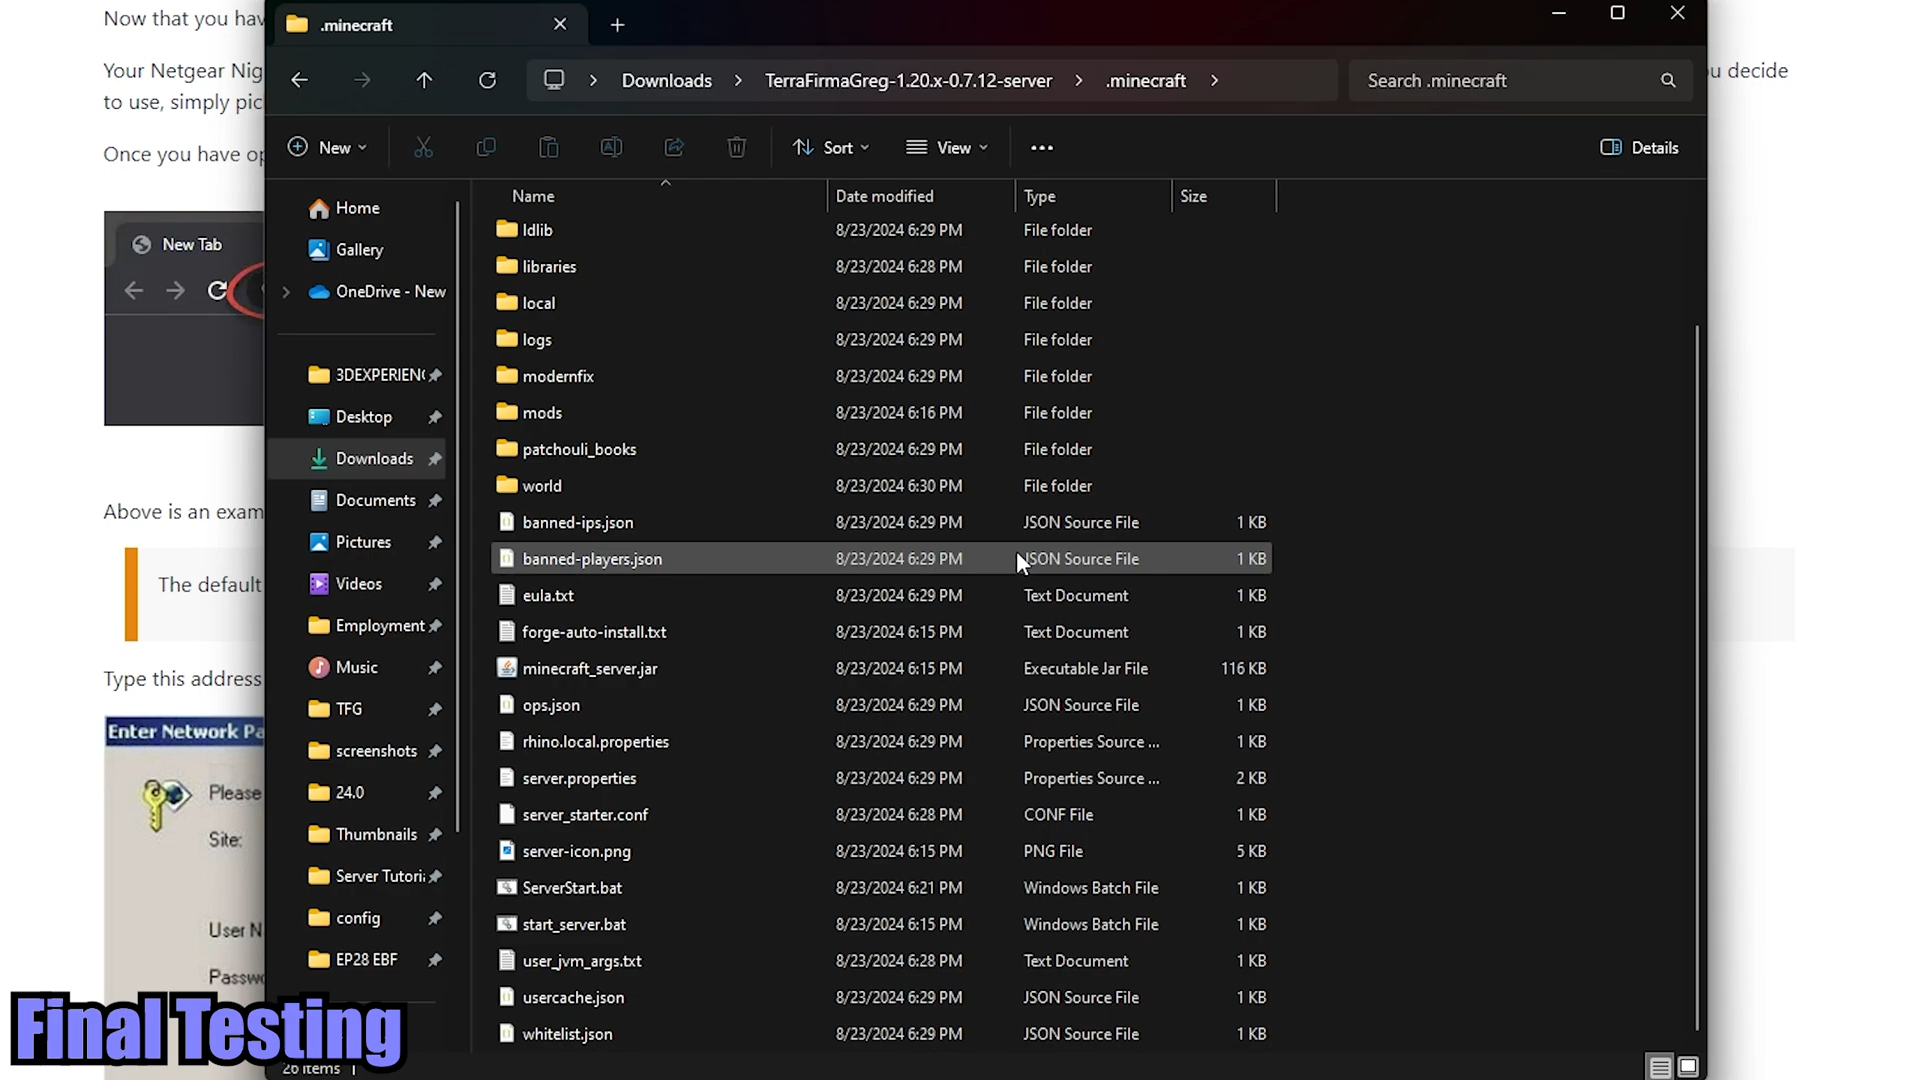 Now that you hav
Your Netgear Nig
u decide
to use, simply pic
Once you have op
New Tab
Above is an exam
The default
Type this address
Enter Network Pa
Please
Site:
User N
Passwo
.minecraft
Downloads > TerraFirmaGreg-1.20.x-0.7.12-server > .minecraft >
Search .minecraft
New
Sort
View
Details
Home
Gallery
OneDrive - New
3DEXPERIEN
Desktop
Downloads
Documents
Pictures
Videos
Employment
Music
TFG
screenshots
24.0
Thumbnails
Server Tutori
config
EP28 EBF
Name Date modified Type Size
ldlib 8/23/2024 6:29 PM File folder
libraries 8/23/2024 6:28 PM File folder
local 8/23/2024 6:29 PM File folder
logs 8/23/2024 6:29 PM File folder
modernfix 8/23/2024 6:29 PM File folder
mods 8/23/2024 6:16 PM File folder
patchouli_books 8/23/2024 6:29 PM File folder
world 8/23/2024 6:30 PM File folder
banned-ips.json 8/23/2024 6:29 PM JSON Source File 1 KB
banned-players.json 8/23/2024 6:29 PM JSON Source File 1 KB
eula.txt 8/23/2024 6:29 PM Text Document 1 KB
forge-auto-install.txt 8/23/2024 6:15 PM Text Document 1 KB
minecraft_server.jar 8/23/2024 6:15 PM Executable Jar File 116 KB
ops.json 8/23/2024 6:29 PM JSON Source File 1 KB
rhino.local.properties 8/23/2024 6:29 PM Properties Source ... 1 KB
server.properties 8/23/2024 6:29 PM Properties Source ... 2 KB
server_starter.conf 8/23/2024 6:28 PM CONF File 1 KB
server-icon.png 8/23/2024 6:15 PM PNG File 5 KB
ServerStart.bat 8/23/2024 6:21 PM Windows Batch File 1 KB
start_server.bat 8/23/2024 6:15 PM Windows Batch File 1 KB
user_jvm_args.txt 8/23/2024 6:28 PM Text Document 1 KB
usercache.json 8/23/2024 6:29 PM JSON Source File 1 KB
whitelist.json 8/23/2024 6:29 PM JSON Source File 1 KB
26 items
Final Testing